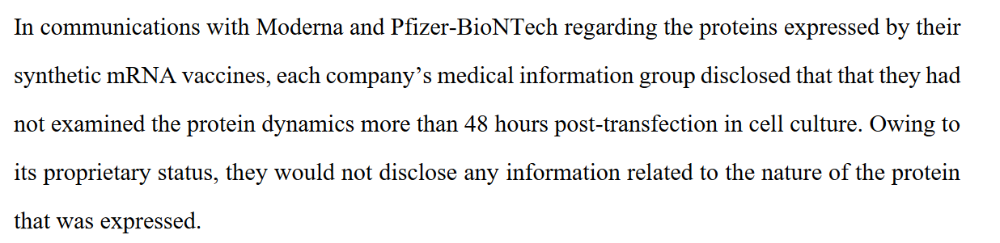 In communications with Moderna and Pfizer-BioNTech regarding the proteins expressed by their
synthetic mRNA vaccines, each company’s medical information group disclosed that that they had
not examined the protein dynamics more than 48 hours post-transfection in cell culture. Owing to
its proprietary status, they would not disclose any information related to the nature of the protein
that was expressed.